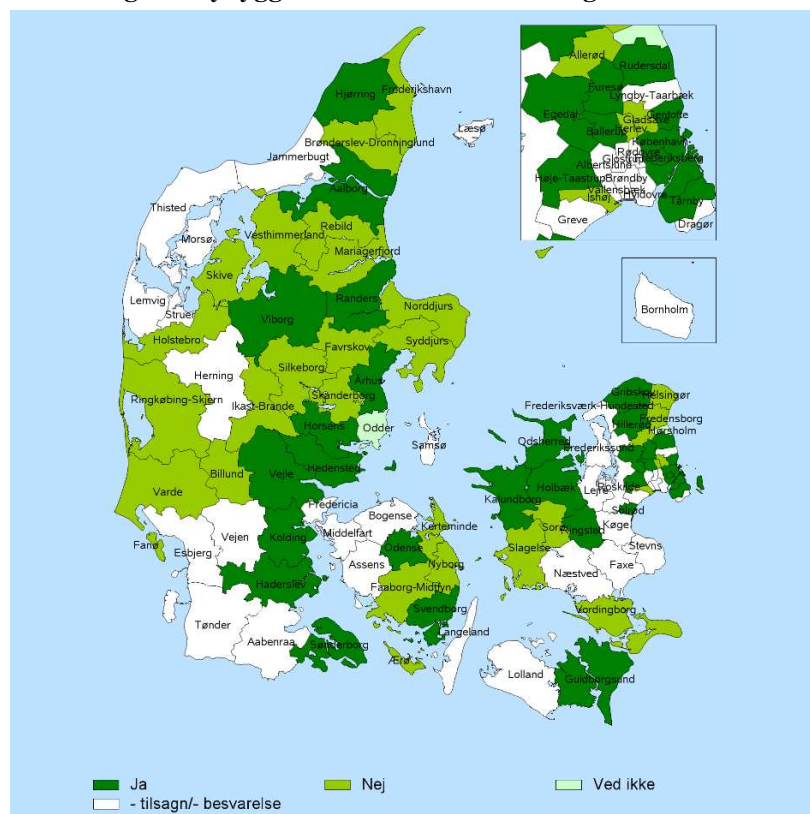 Allerød
Rudersdal
Furesø
Lyngby-Taarbæk
Egedal
Gladsaxe
Gentofte
Herlev
Ballerup
København
Rødovre
Glostrup
Frederiksberg
Albertslund
Høje-Taastrup
Brøndby
Vallensbæk
Hvidovre
Ishøj
Tårnby
Greve
Dragør
Hjørring
Frederikshavn
Læsø
Brønderslev-Dronninglund
Jammerbugt
Aalborg
Thisted
Rebild
Vesthimmerland
Morsø
Mariagerfjord
Skive
Lemvig
Randers
Norddjurs
Struer
Viborg
Bornholm
Holstebro
Favrskov
Syddjurs
Herning
Silkeborg
Århus
Skanderborg
Ringkøbing-Skjern
Ikast-Brande
Gribskov
Helsingør
Frederiksværk-Hundested
Fredensborg
Horsens
Odder
Hillerød
Hørsholm
Samsø
Odsherred
Frederikssund
Vejle
Hedensted
Billund
Varde
Kalundborg
Holbæk
Lejre
Roskilde
Fredericia
Bogense
Solrød
Køge
Kerteminde
Sorø
Ringsted
Vejen
Kolding
Middelfart
Stevns
Fanø
Esbjerg
Odense
Slagelse
Assens
Nyborg
Faxe
Næstved
Haderslev
Faaborg-Midtfyn
Svendborg
Vordingborg
Tønder
Aabenraa
Sønderborg
Langeland
Ærø
Lolland
Guldborgsund
Ja
Nej
Ved ikke
- tilsagn/- besvarelse